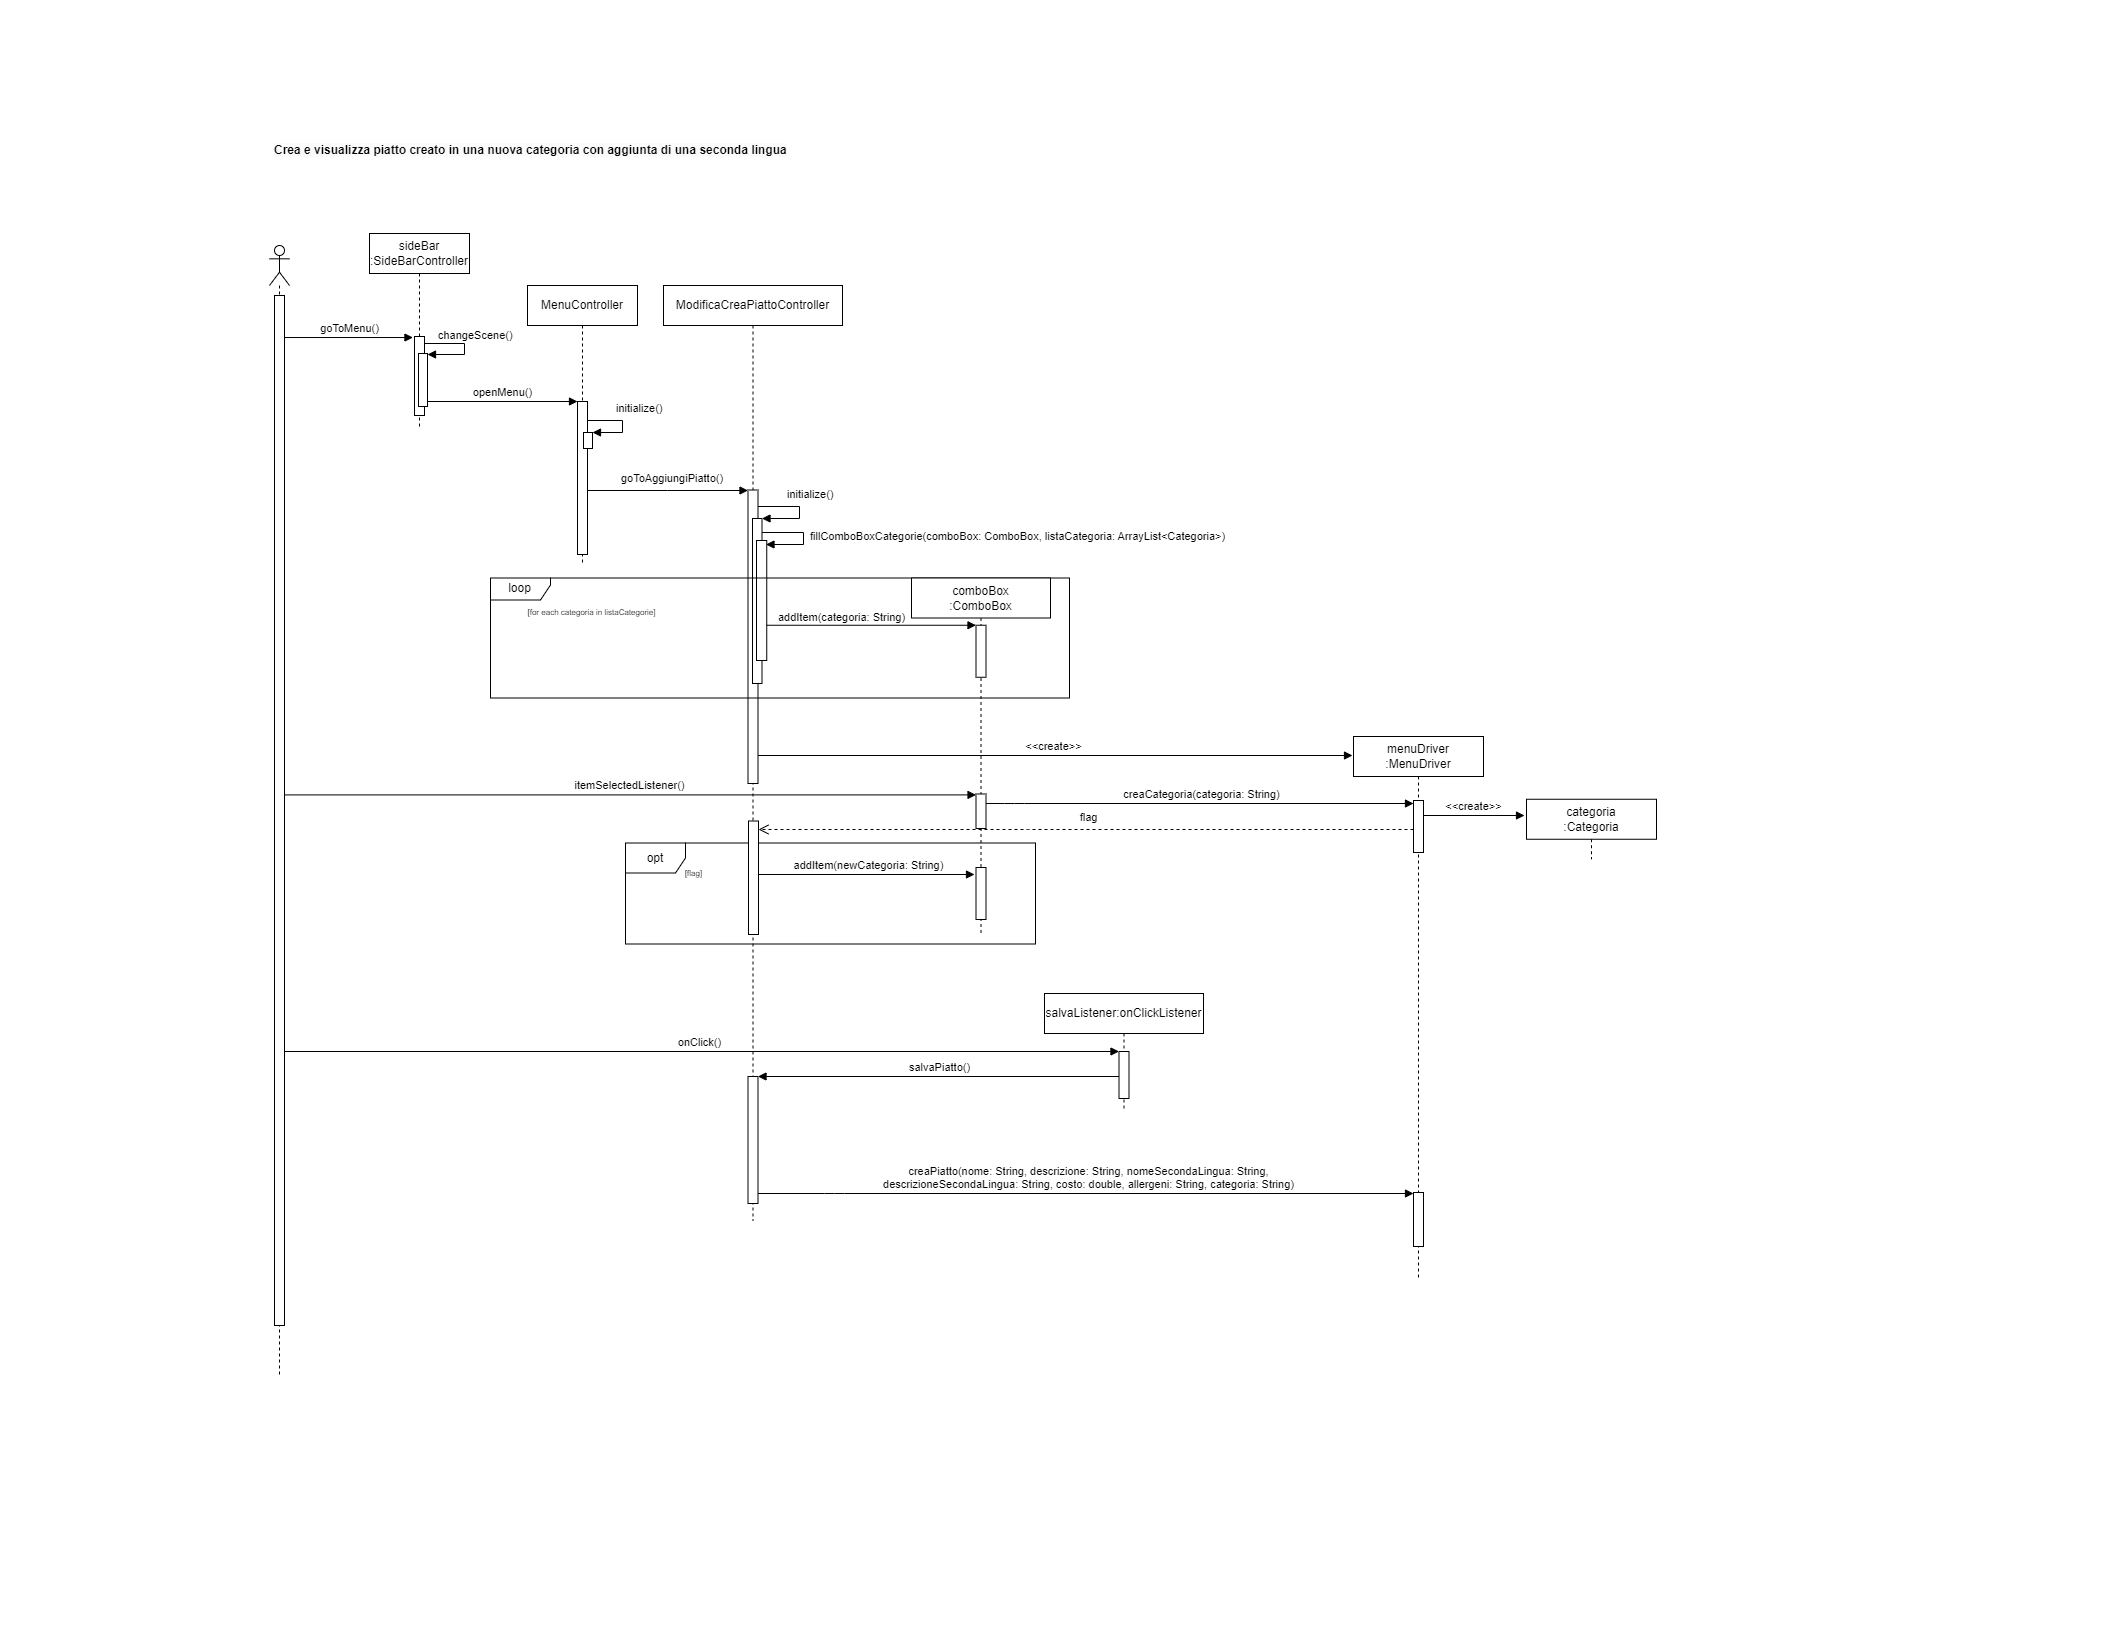 Crea e visualizza piatto creato in una nuova categoria con aggiunta di una seconda lingua
sideBar
:SideBarController
MenuController
ModificaCreaPiattoController
goToMenu()
changeScene()
openMenu()
initialize()
goToAggiungiPiatto()
initialize()
fillComboBoxCategorie(comboBox: ComboBox, listaCategoria: ArrayList<Categoria>)
loop
[for each categoria in listaCategorie]
comboBox
:ComboBox
addItem(categoria: String)
<<create>>
menuDriver
:MenuDriver
itemSelectedListener()
creaCategoria(categoria: String)
<<create>>
categoria
:Categoria
flag
opt
[flag]
addItem(newCategoria: String)
salvaListener:onClickListener
onClick()
salvaPiatto()
creaPiatto(nome: String, descrizione: String, nomeSecondaLingua: String,
descrizioneSecondaLingua: String, costo: double, allergeni: String, categoria: String)